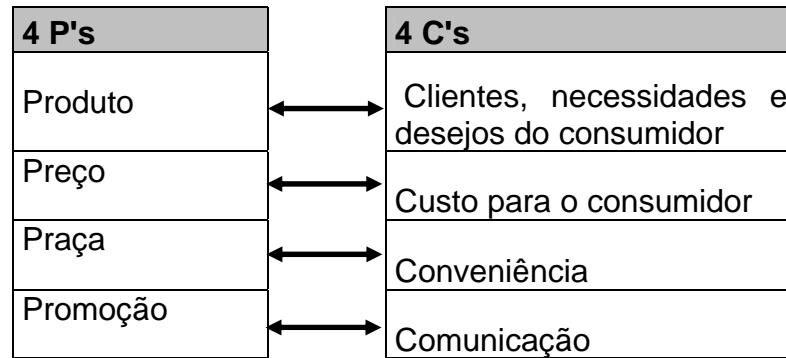 4 P's
4 C's
Produto
Clientes, necessidades e
desejos do consumidor
Preço
Custo para o consumidor
Praça
Conveniência
Promoção
Comunicação